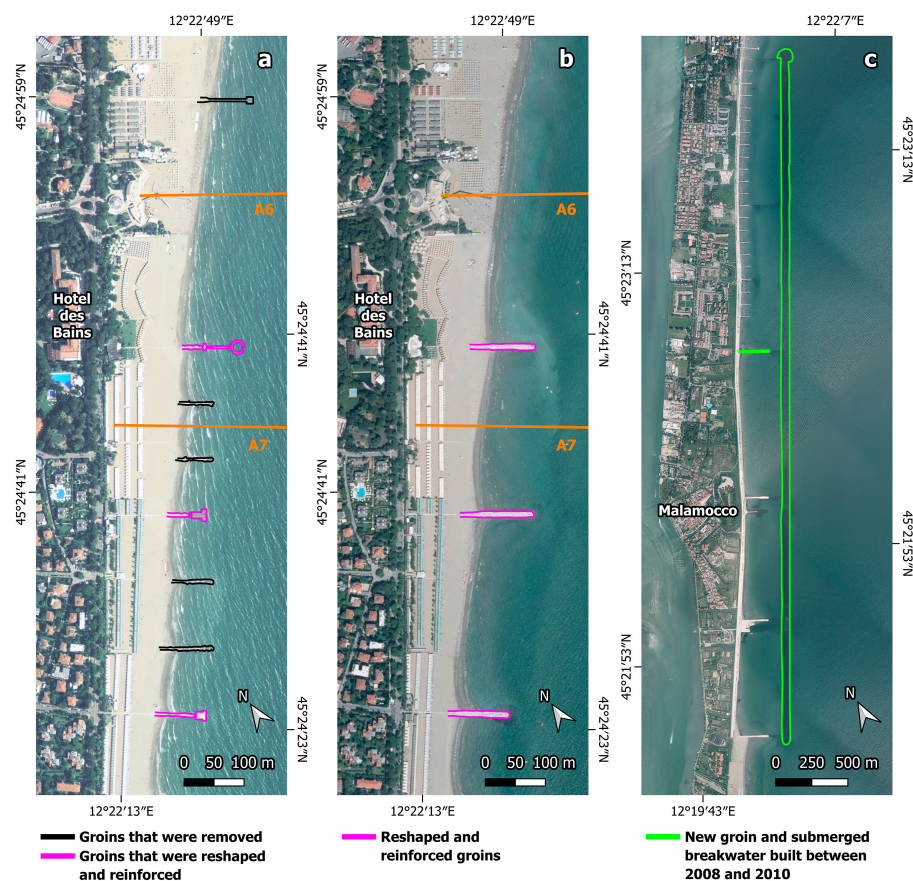 12°22'49"E
12°22'49"E
12°22'7"E
a
b
c
45°24'59"N
45°24'59"N
45°23'13"N
A6
A6
45°23'13"N
Hotel
des
Bains
Hotel
des
Bains
45°24'41"N
45°24'41"N
A7
A7
45°24'41"N
45°24'41"N
Malamocco
45°21'53"N
45°21'53"N
N
N
N
45°24'23"N
45°24'23"N
0 50 100 m
0 50 100 m
0 250 500 m
12°22'13"E
12°22'13"E
12°19'43"E
Groins that were removed
Groins that were reshaped
and reinforced
Reshaped and
reinforced groins
New groin and submerged
breakwater built between
2008 and 2010